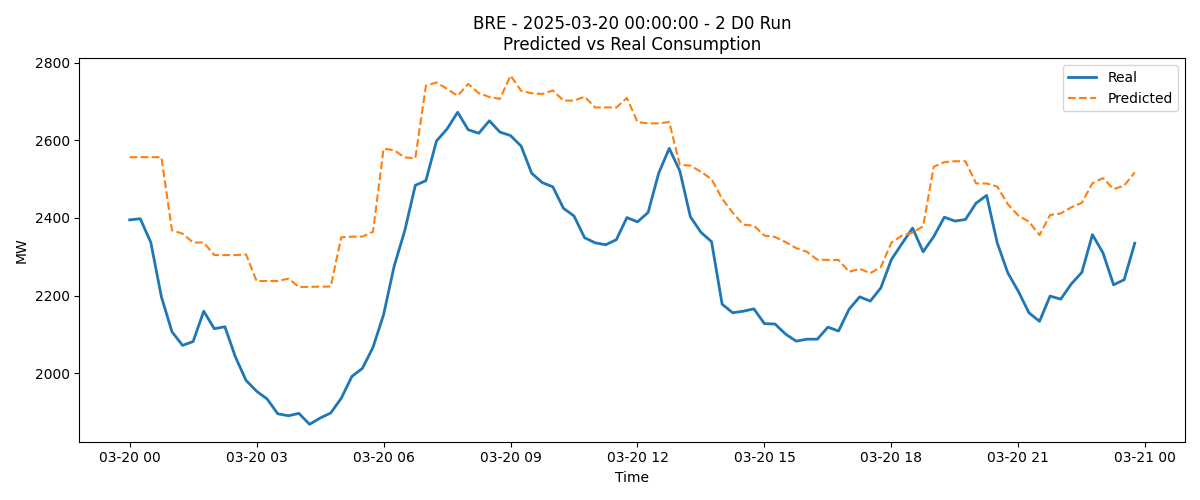 BRE - 2025-03-20 00:00:00 - 2 D0 Run
Predicted vs Real Consumption
Real
Predicted
MW
2800
2600
2400
2200
2000
03-20 00
03-20 03
03-20 06
03-20 09
03-20 12
03-20 15
03-20 18
03-20 21
03-21 00
Time